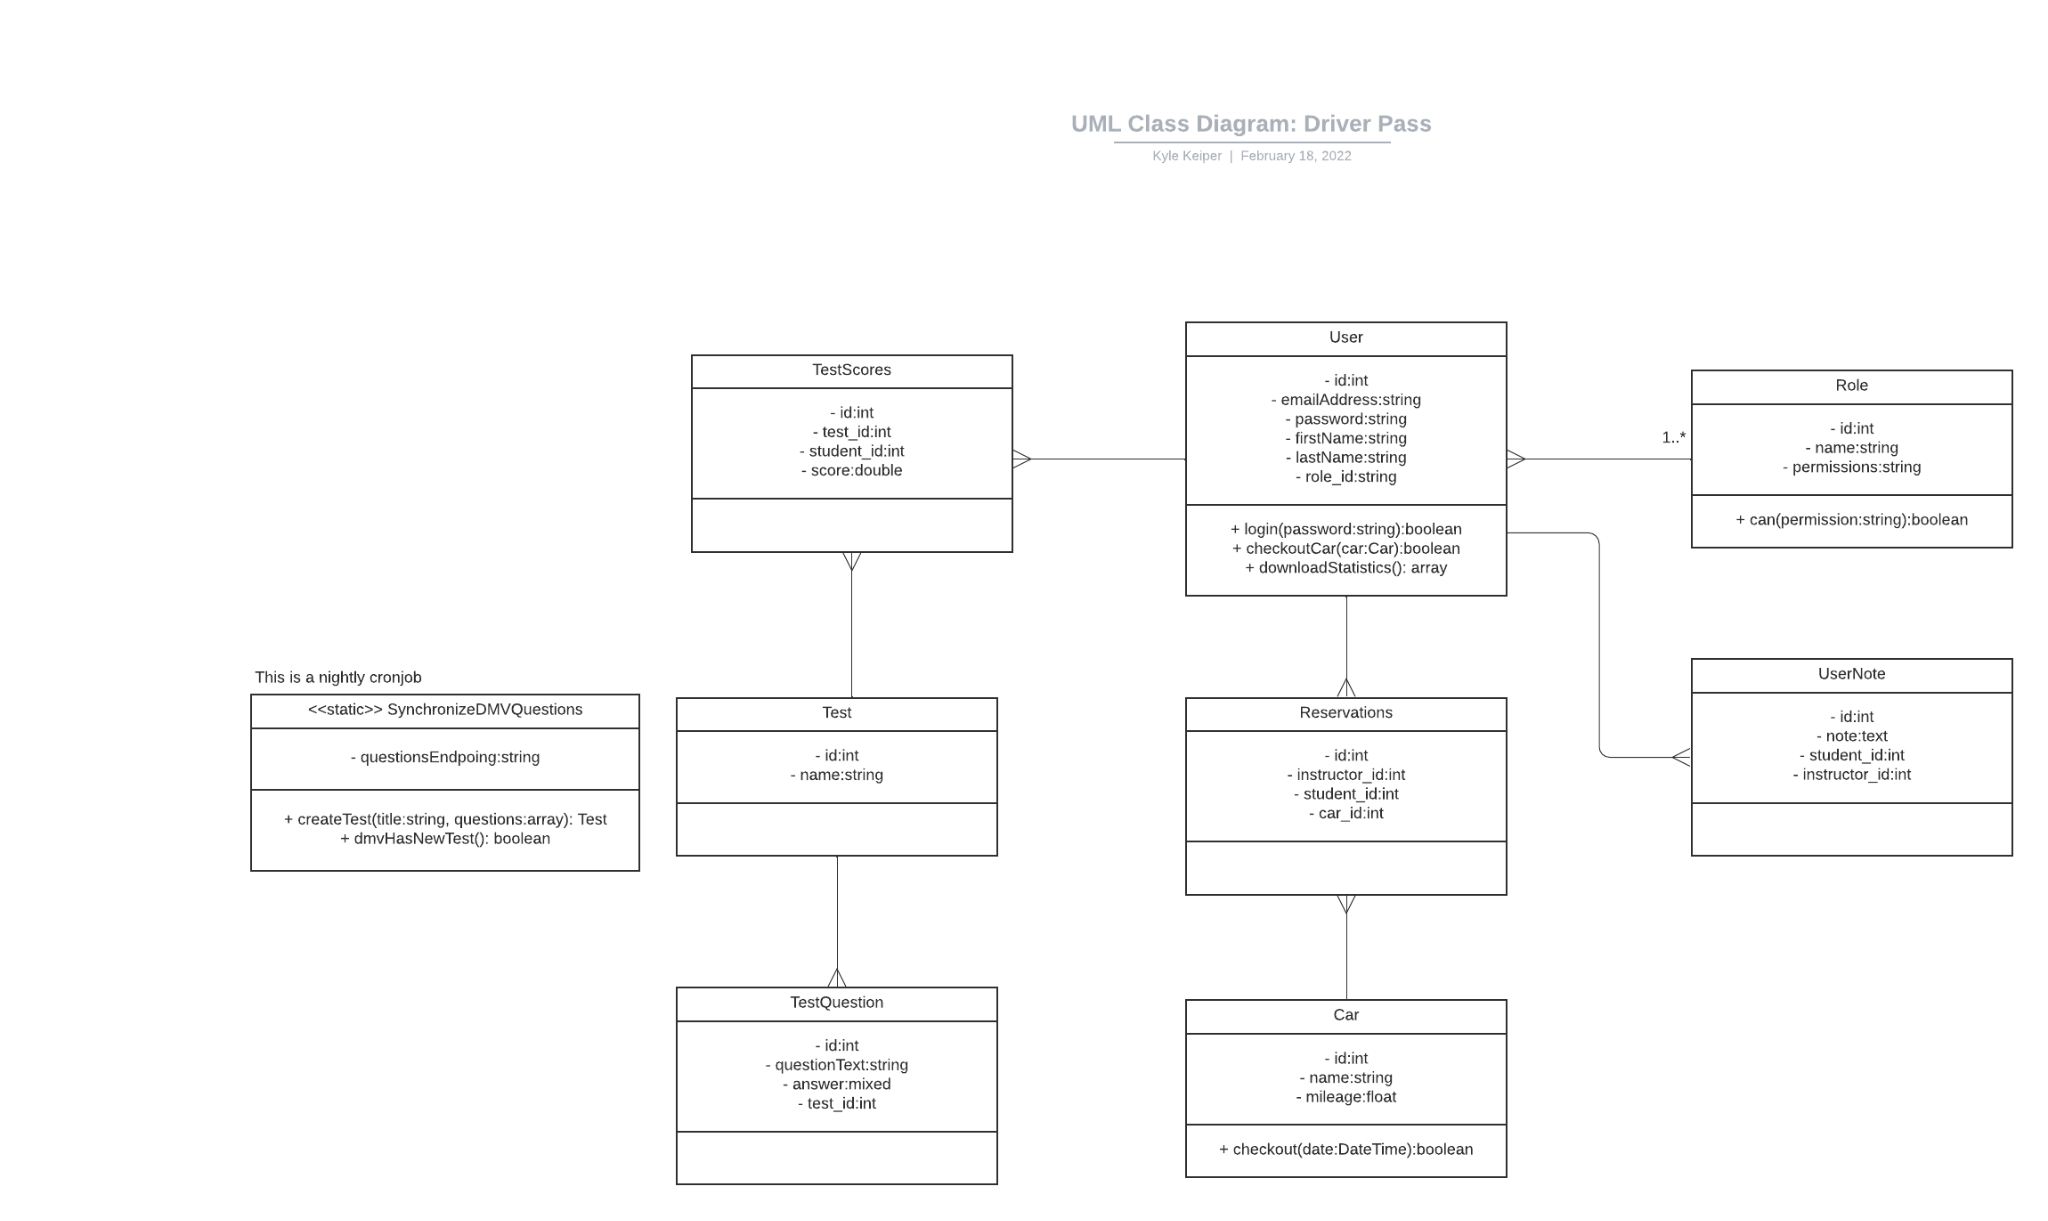 UML Class Diagram: Driver Pass
Kyle Keiper | February 18, 2022
User
- id:int
- emailAddress:string
- password:string
- firstName:string
- lastName:string
- role_id:string
+ login(password:string):boolean
+ checkoutCar(car:Car):boolean
+ downloadStatistics(): array
TestScores
- id:int
- test_id:int
- student_id:int
- score:double
1..*
Role
- id:int
- name:string
- permissions:string
+ can(permission:string):boolean
This is a nightly cronjob
<<static>> SynchronizeDMVQuestions
- questionsEndpoing:string
+ createTest(title:string, questions:array): Test
+ dmvHasNewTest(): boolean
Test
- id:int
- name:string
Reservations
- id:int
- instructor_id:int
- student_id:int
- car_id:int
UserNote
- id:int
- note:text
- student_id:int
- instructor_id:int
TestQuestion
- id:int
- questionText:string
- answer:mixed
- test_id:int
Car
- id:int
- name:string
- mileage:float
+ checkout(date:DateTime):boolean